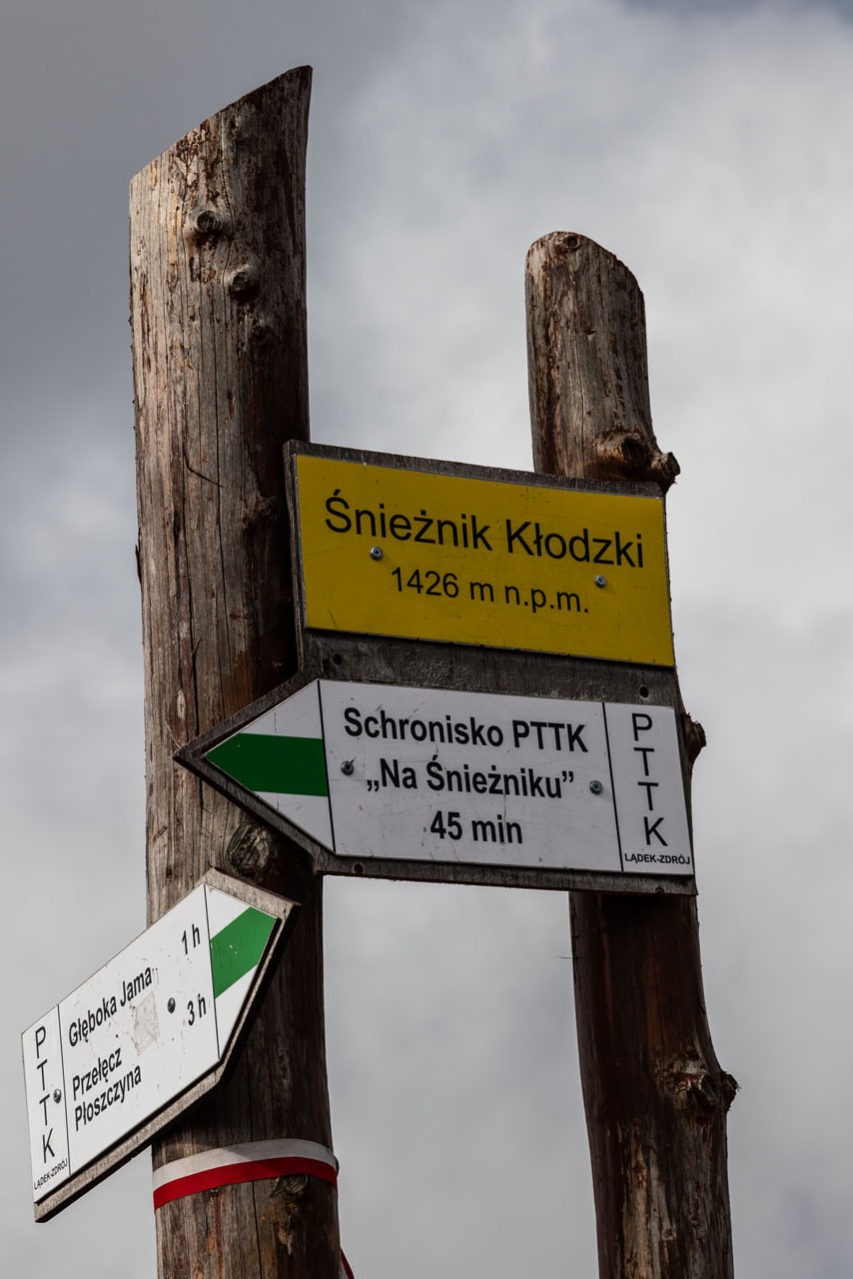 Śnieżnik Kłodzki
1426 m n.p.m.
Schronisko PTTK
„Na Śnieżniku”
45 min
PTTK
LĄDEK-ZDRÓJ
Głęboka Jama 1 h
Przełęcz
Płoszczyna 3 h
PTTK
LĄDEK-ZDRÓJ